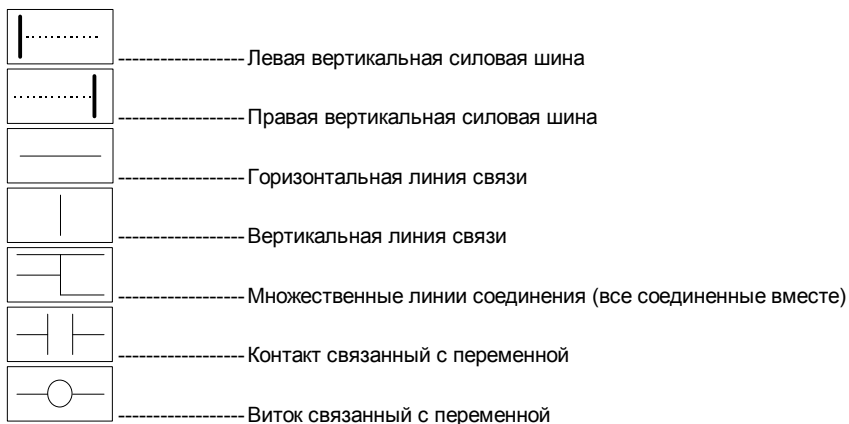 Левая вертикальная силовая шина
Правая вертикальная силовая шина
Горизонтальная линия связи
Вертикальная линия связи
Множественные линии соединения (все соединенные вместе)
Контакт связанный с переменной
Виток связанный с переменной